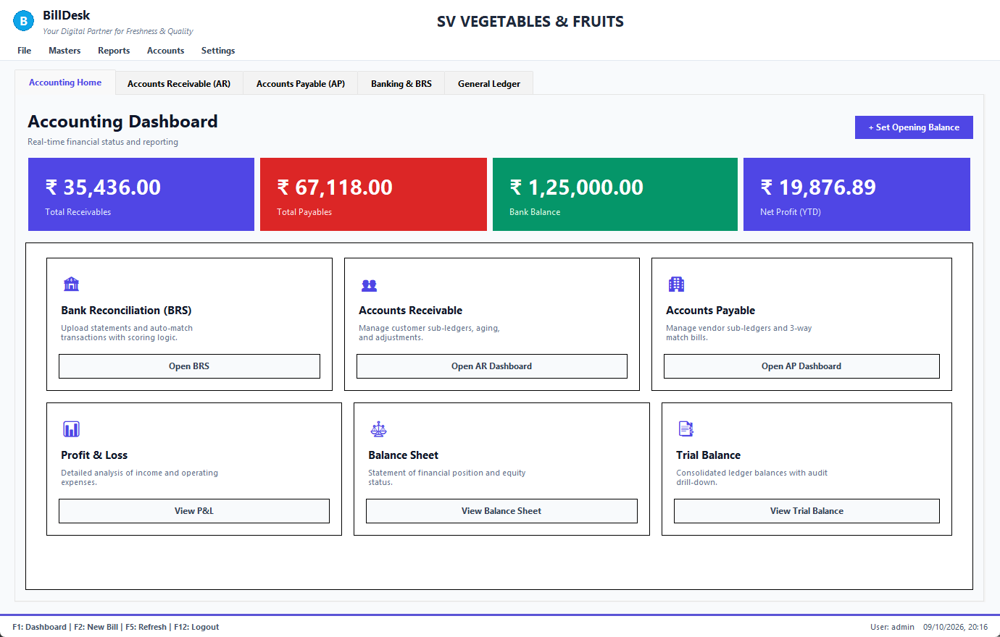 B
BillDesk
Your Digital Partner for Freshness & Quality
SV VEGETABLES & FRUITS
File Masters Reports Accounts Settings
Accounting Home Accounts Receivable (AR) Accounts Payable (AP) Banking & BRS General Ledger
Accounting Dashboard
Real-time financial status and reporting
+ Set Opening Balance
₹ 35,436.00
Total Receivables
₹ 67,118.00
Total Payables
₹ 1,25,000.00
Bank Balance
₹ 19,876.89
Net Profit (YTD)
Bank Reconciliation (BRS)
Upload statements and auto-match
transactions with scoring logic.
Open BRS
Accounts Receivable
Manage customer sub-ledgers, aging,
and adjustments.
Open AR Dashboard
Accounts Payable
Manage vendor sub-ledgers and 3-way
match bills.
Open AP Dashboard
Profit & Loss
Detailed analysis of income and operating
expenses.
View P&L
Balance Sheet
Statement of financial position and equity
status.
View Balance Sheet
Trial Balance
Consolidated ledger balances with audit
drill-down.
View Trial Balance
F1: Dashboard | F2: New Bill | F5: Refresh | F12: Logout
User: admin 09/10/2026, 20:16